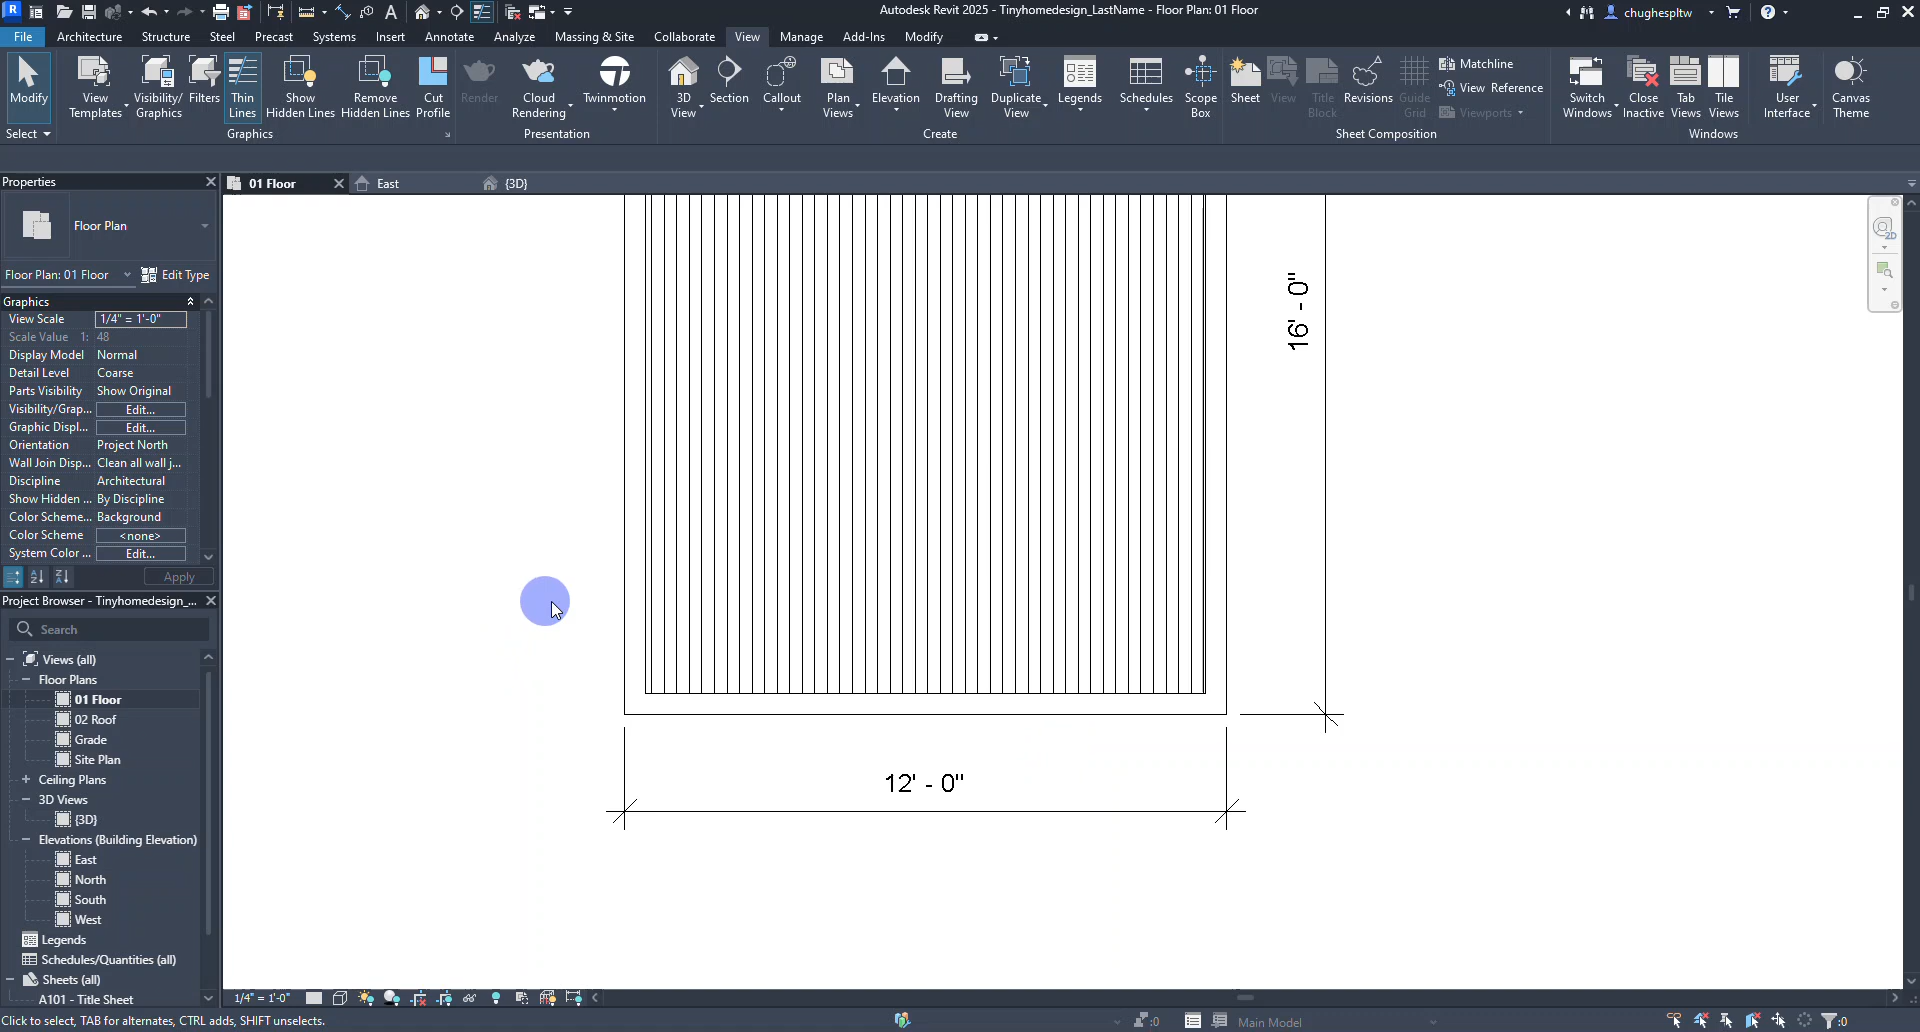 Autodesk Revit 2025 - Tinyhomedesign_LastName - Floor Plan: 01 Floor
chughespltw
File Architecture Structure Steel Precast Systems Insert Annotate Analyze Massing & Site Collaborate View Manage Add-Ins Modify
Modify
View Templates
Visibility/ Graphics
Filters
Thin Lines
Show Hidden Lines
Remove Hidden Lines
Cut Profile
Render
Cloud Rendering
Twinmotion
3D View
Section
Callout
Plan Views
Elevation
Drafting View
Duplicate View
Legends
Schedules
Scope Box
Sheet
View
Title Block
Revisions
Guide Grid
Matchline
View Reference
Viewports
Switch Windows
Close Inactive
Tab Views
Tile Views
User Interface
Canvas Theme
Select Graphics Presentation Create Sheet Composition Windows
Properties
01 Floor East {3D}
Floor Plan
Floor Plan: 01 Floor Edit Type
Graphics
View Scale 1/4" = 1'-0"
Scale Value 1: 48
Display Model Normal
Detail Level Coarse
Parts Visibility Show Original
Visibility/Grap... Edit...
Graphic Displ... Edit...
Orientation Project North
Wall Join Disp... Clean all wall j...
Discipline Architectural
Show Hidden ... By Discipline
Color Scheme... Background
Color Scheme <none>
System Color ... Edit...
Apply
Project Browser - Tinyhomedesign_...
Search
Views (all)
Floor Plans
01 Floor
02 Roof
Grade
Site Plan
Ceiling Plans
3D Views
{3D}
Elevations (Building Elevation)
East
North
South
West
Legends
Schedules/Quantities (all)
Sheets (all)
A101 - Title Sheet
16' - 0"
12' - 0"
2D
1/4" = 1'-0"
Click to select, TAB for alternates, CTRL adds, SHIFT unselects.
:0
Main Model
:0